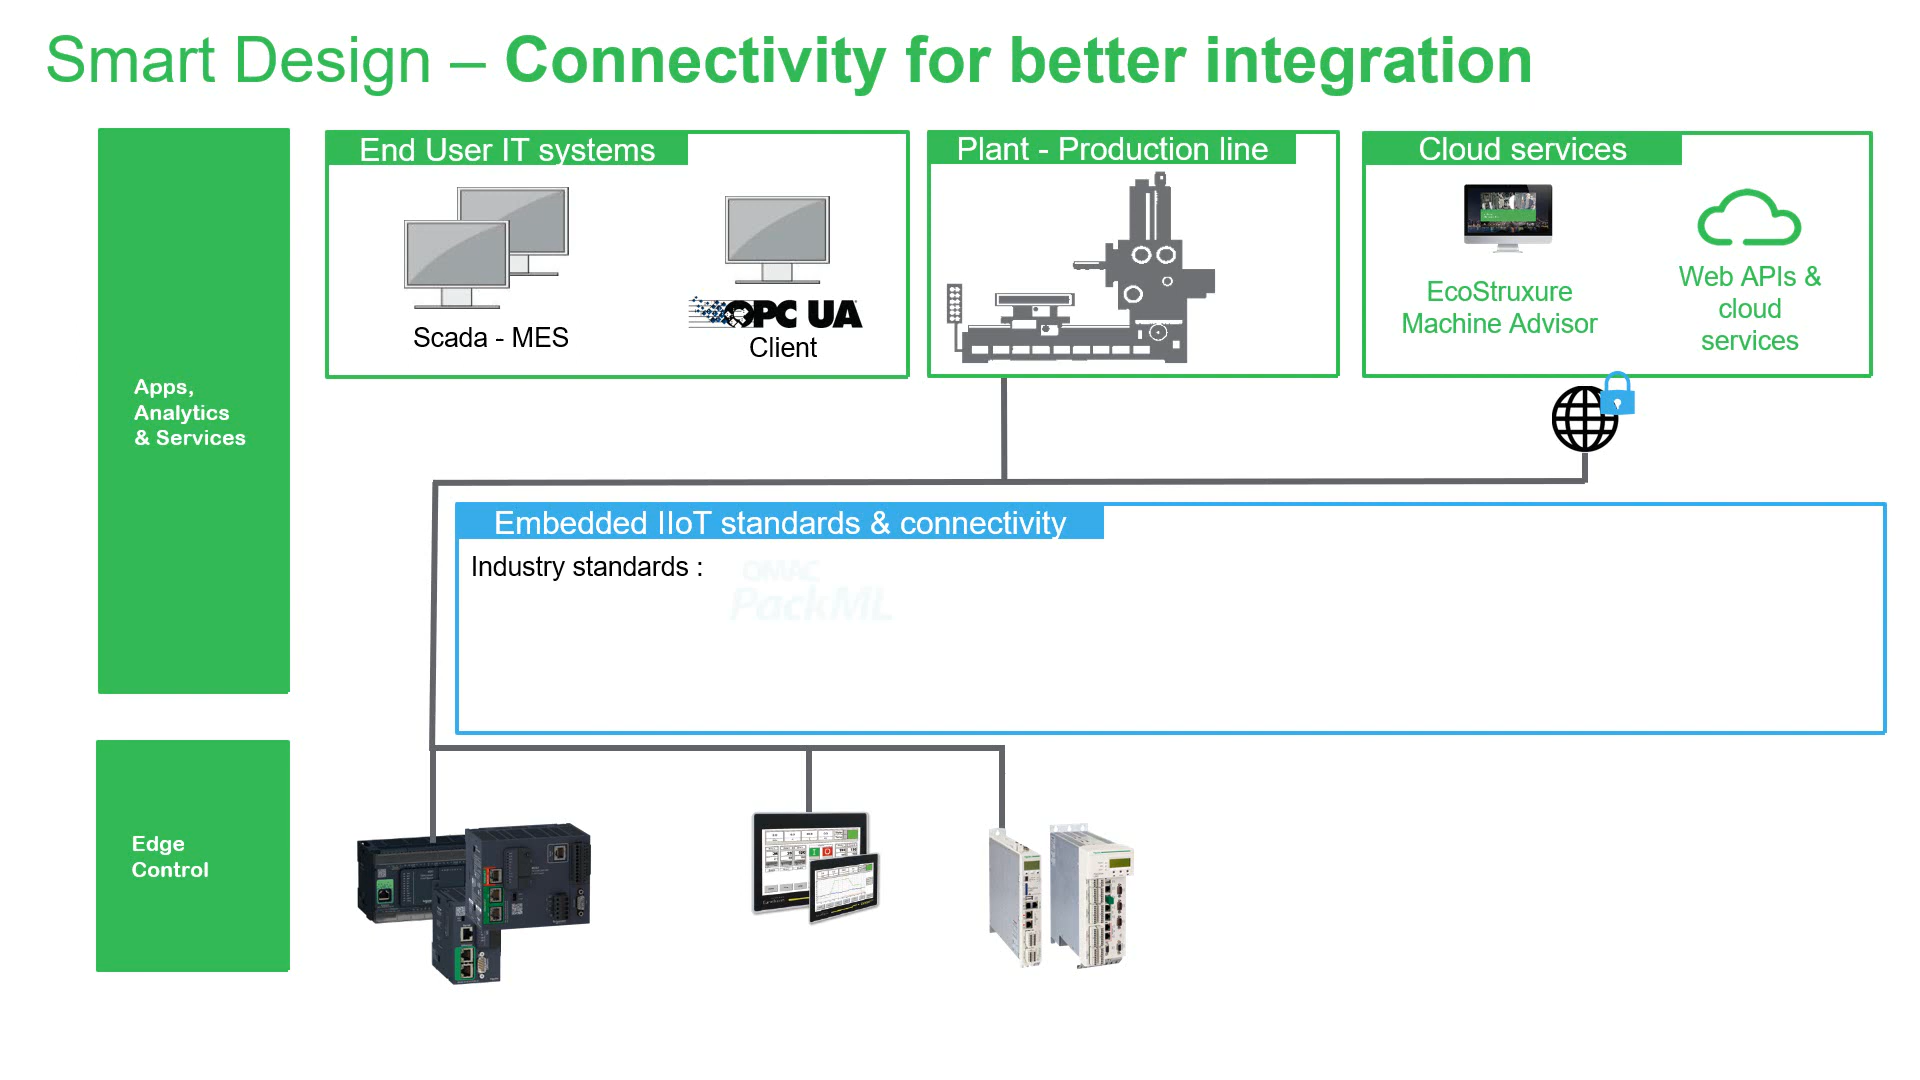 Smart Design – Connectivity for better integration
End User IT systems
Plant - Production line
Cloud services
Scada - MES
OPC UA
Client
EcoStruxure
Machine Advisor
Web APIs &
cloud
services
Apps,
Analytics
& Services
Embedded IIoT standards & connectivity
Industry standards :
OMAC
PackML
Edge
Control